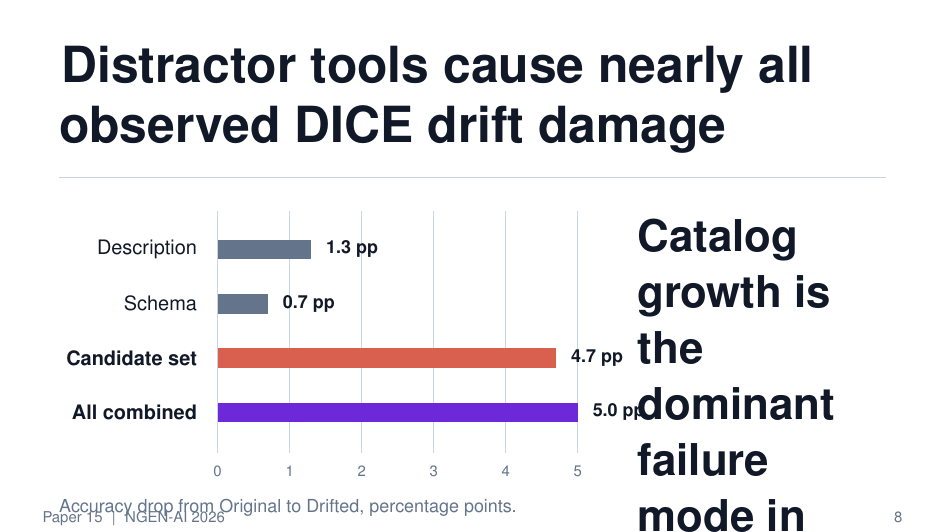 Distractor tools cause nearly all
observed DICE drift damage
Description
1.3 pp
Schema
0.7 pp
Candidate set
4.7 pp
All combined
5.0 pp
0 1 2 3 4 5
Accuracy drop from Original to Drifted, percentage points.
Catalog
growth is
the
dominant
failure
mode in
Paper 15 | NGEN-AI 2026
8